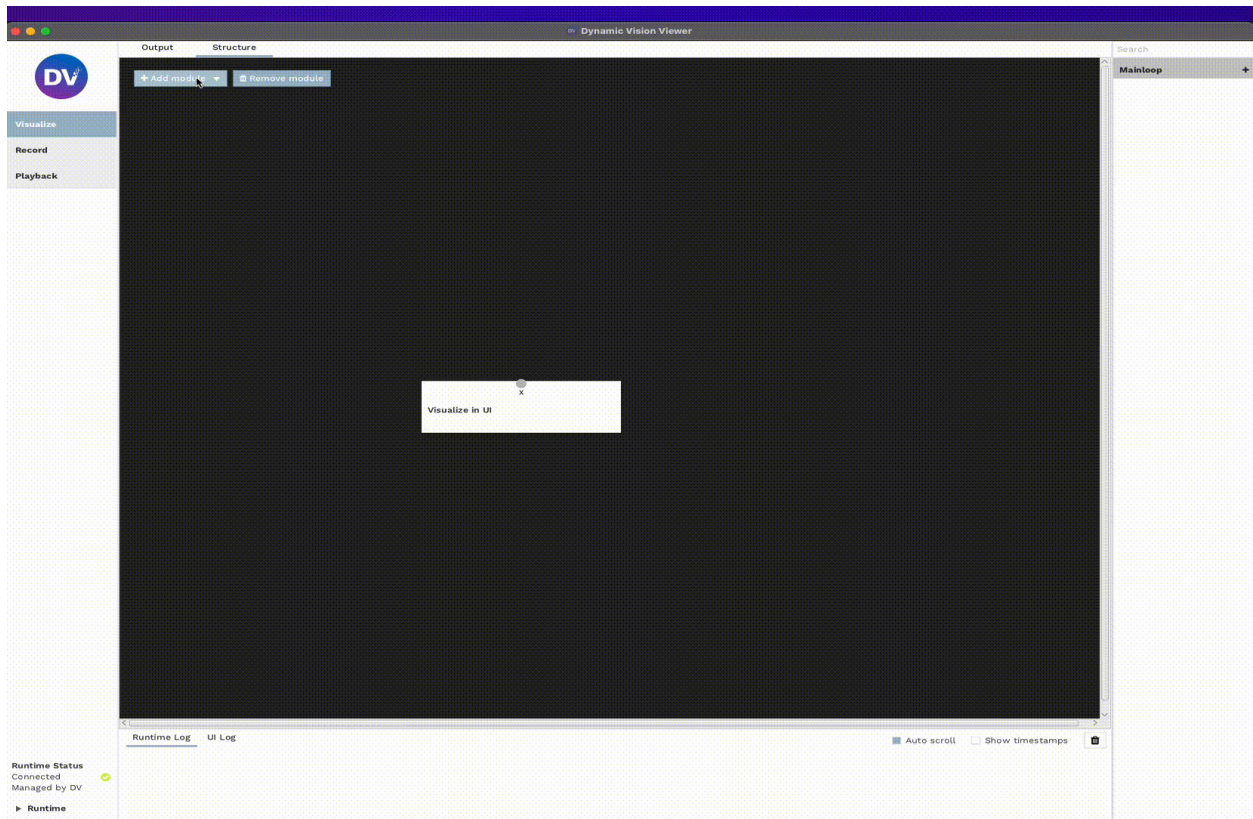 Dynamic Vision Viewer
DV
Visualize
Record
Playback
Output Structure
+ Add module Remove module
x
Visualize in UI
Search
Mainloop +
Runtime Log UI Log
Auto scroll Show timestamps
Runtime Status
Connected
Managed by DV
Runtime